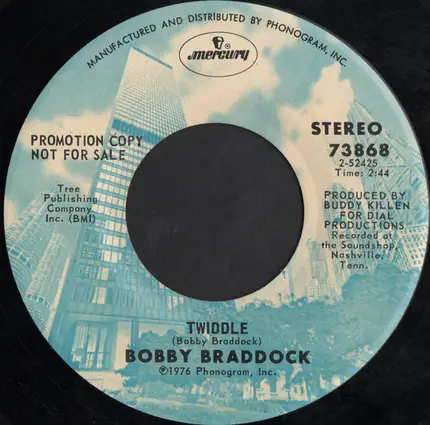 MANUFACTURED AND DISTRIBUTED BY PHONOGRAM, INC.
mercury
PROMOTION COPY
NOT FOR SALE
STEREO
73868
2-52425
Time: 2:44
Tree
Publishing
Company
Inc. (BMI)
PRODUCED BY
BUDDY KILLEN
FOR DIAL
PRODUCTIONS
Recorded at
the Soundshop,
Nashville,
Tenn.
TWIDDLE
(Bobby Braddock)
BOBBY BRADDOCK
℗1976 Phonogram, Inc.